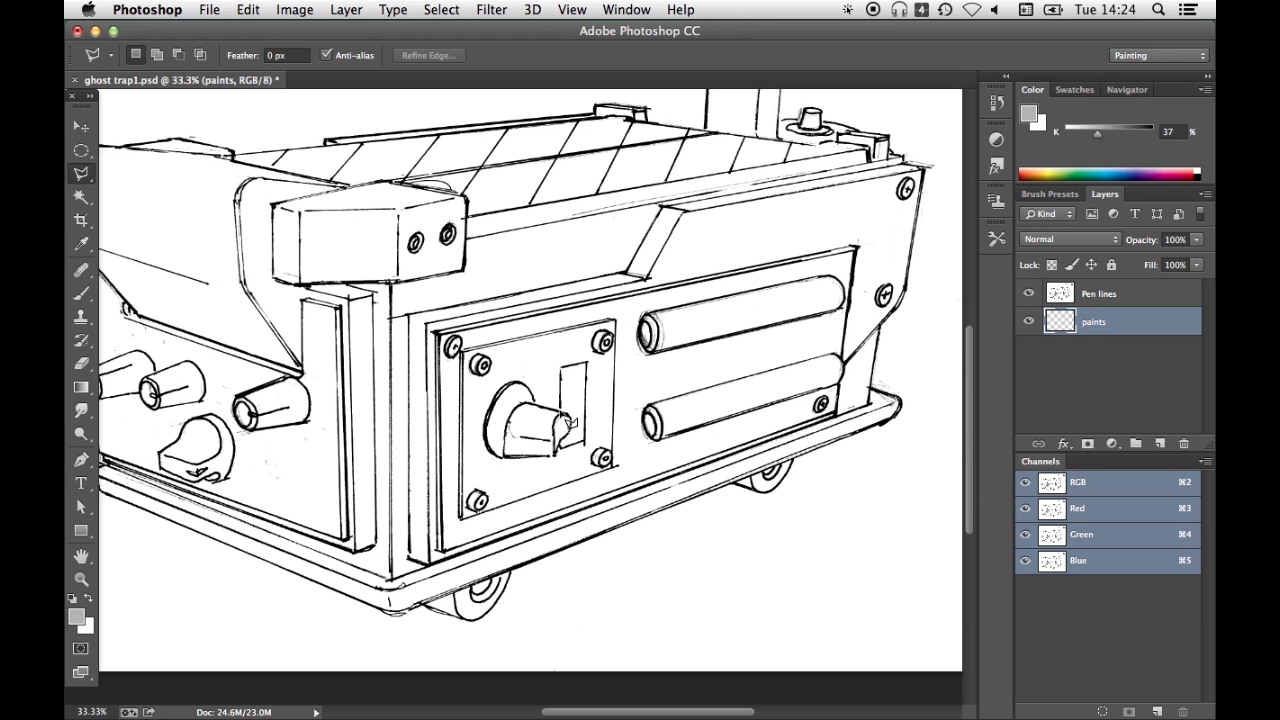 Photoshop File Edit Image Layer Type Select Filter 3D View Window Help 4 Tue 14:24
Adobe Photoshop CC
Feather: 0 px Anti-alias Refine Edge... Painting
ghost trap1.psd @ 33.3% (paints, RGB/8) *
Color Swatches Navigator
K 37 %
Brush Presets Layers
Kind
Normal Opacity: 100%
Lock: Fill: 100%
Pen lines
paints
Channels
RGB ⌘2
Red ⌘3
Green ⌘4
Blue ⌘5
33.33% Doc: 24.6M/23.0M